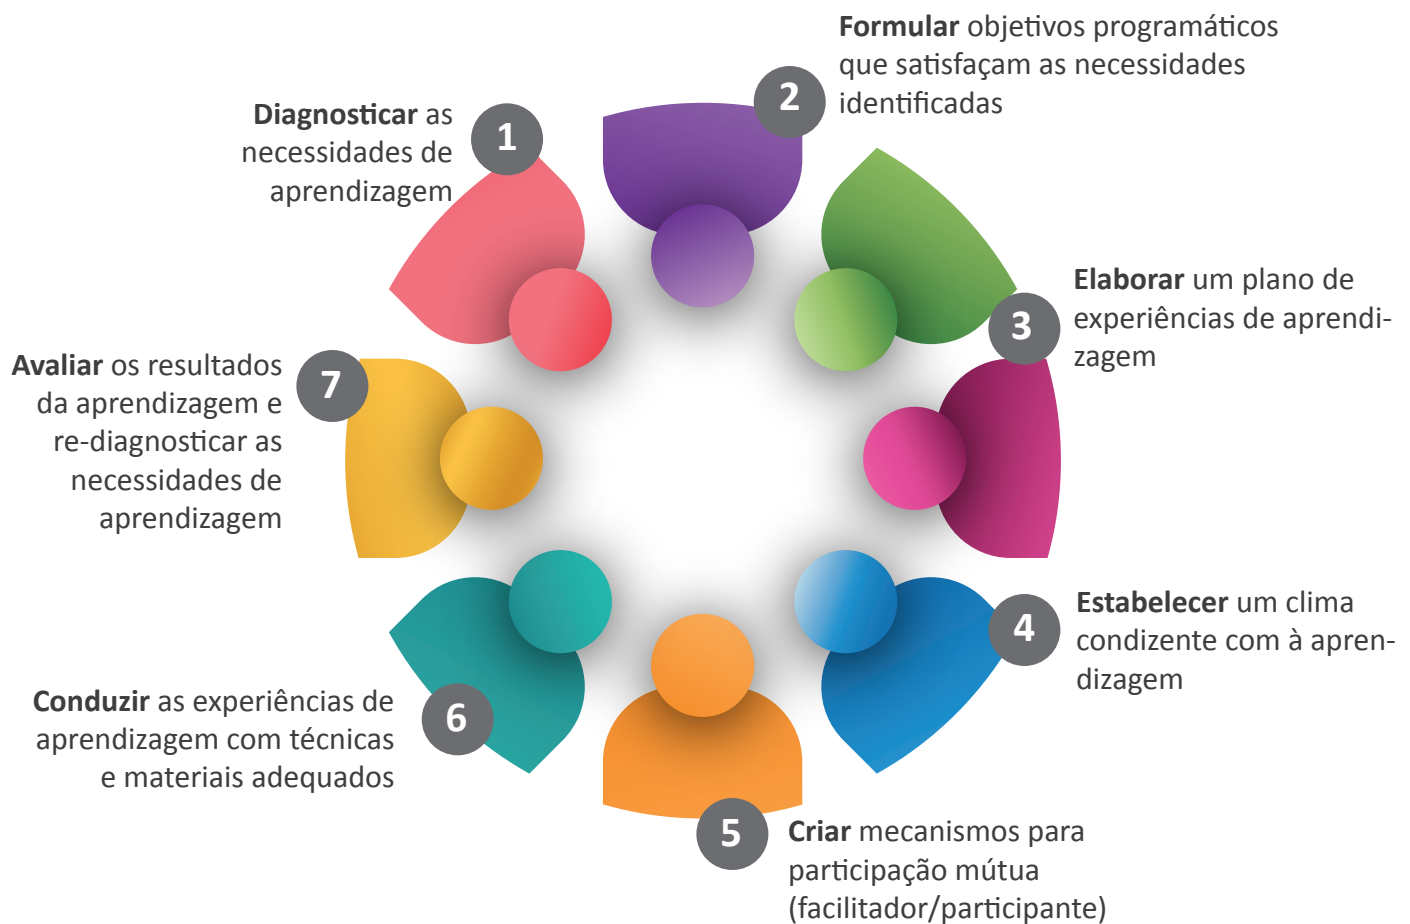 1
Diagnosticar as
necessidades de
aprendizagem
2
Formular objetivos programáticos
que satisfaçam as necessidades
identificadas
3
Elaborar um plano de
experiências de aprendi-
zagem
4
Estabelecer um clima
condizente com à apren-
dizagem
5
Criar mecanismos para
participação mútua
(facilitador/participante)
6
Conduzir as experiências de
aprendizagem com técnicas
e materiais adequados
7
Avaliar os resultados
da aprendizagem e
re-diagnosticar as
necessidades de
aprendizagem